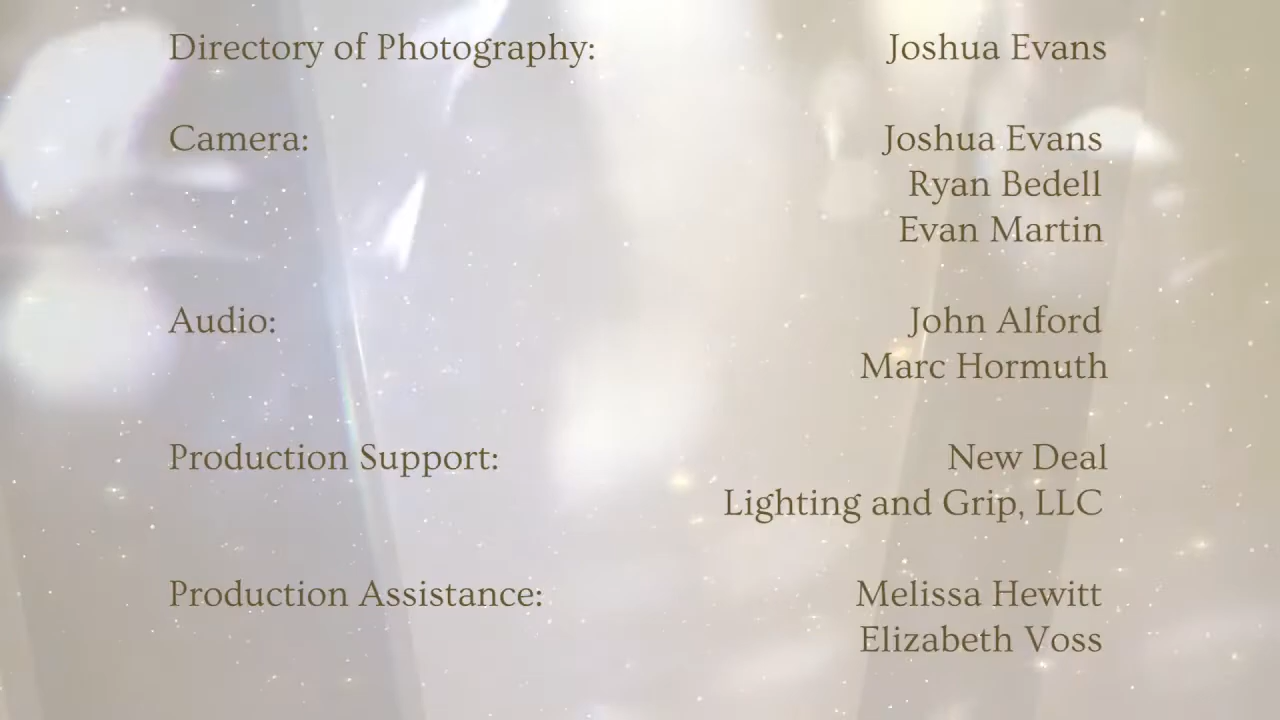 Directory of Photography: Joshua Evans
Camera: Joshua Evans
Ryan Bedell
Evan Martin
Audio: John Alford
Marc Hormuth
Production Support: New Deal
Lighting and Grip, LLC
Production Assistance: Melissa Hewitt
Elizabeth Voss